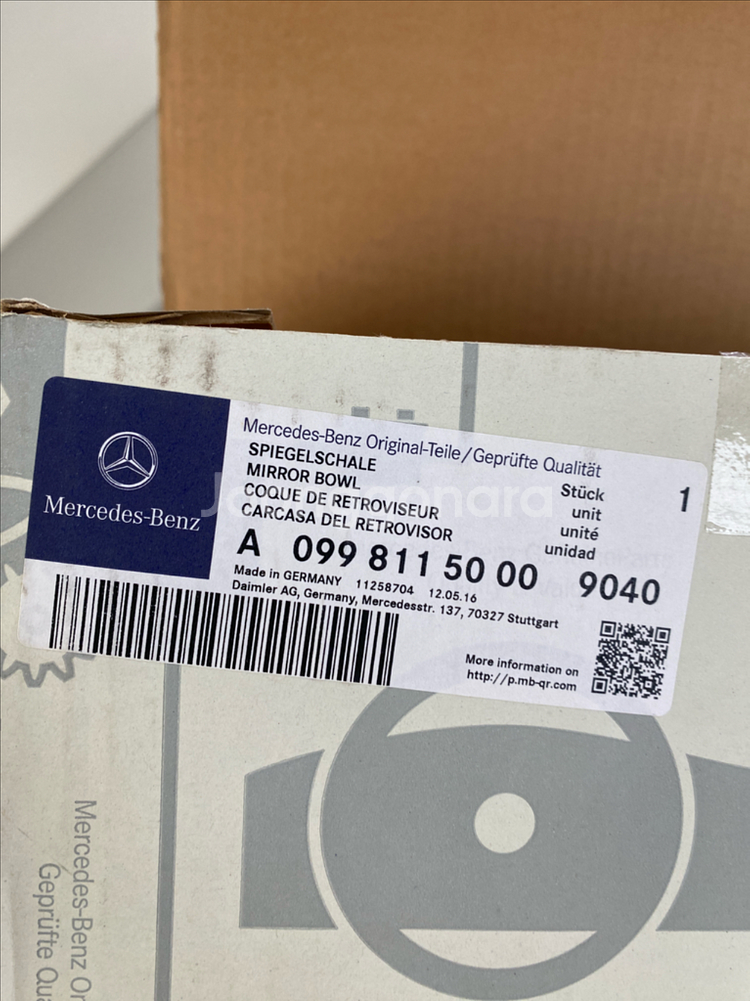 Mercedes-Benz
Mercedes-Benz Original-Teile/Geprüfte Qualität
SPIEGELSCHALE
MIRROR BOWL
COQUE DE RETROVISEUR
CARCASA DEL RETROVISOR
Stück 1
unit
unité
unidad
A 099 811 50 00 9040
Made in GERMANY 11258704 12.05.16
Daimler AG, Germany, Mercedesstr. 137, 70327 Stuttgart
More information on
http://p.mb-qr.com
Mercedes-Benz Or
Geprüfte Qua